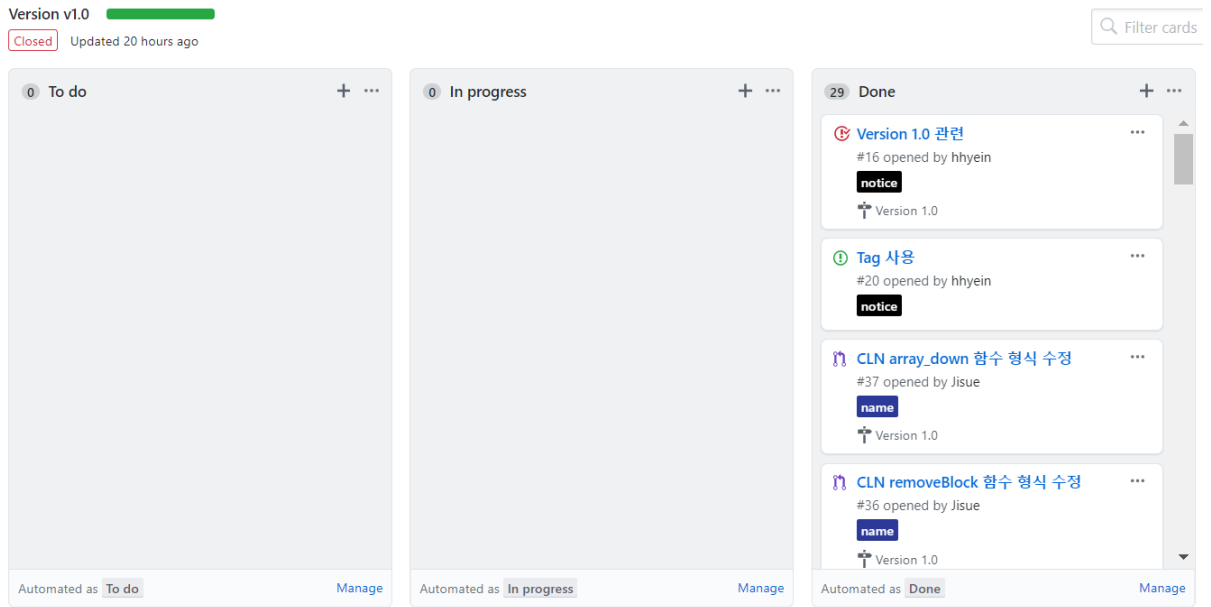 Version v1.0
Closed Updated 20 hours ago
Filter cards
0 To do
0 In progress
29 Done
Version 1.0 관련
#16 opened by hhyein
notice
Version 1.0
Tag 사용
#20 opened by hhyein
notice
CLN array_down 함수 형식 수정
#37 opened by Jisue
name
Version 1.0
CLN removeBlock 함수 형식 수정
#36 opened by Jisue
name
Version 1.0
Automated as To do Manage
Automated as In progress Manage
Automated as Done Manage